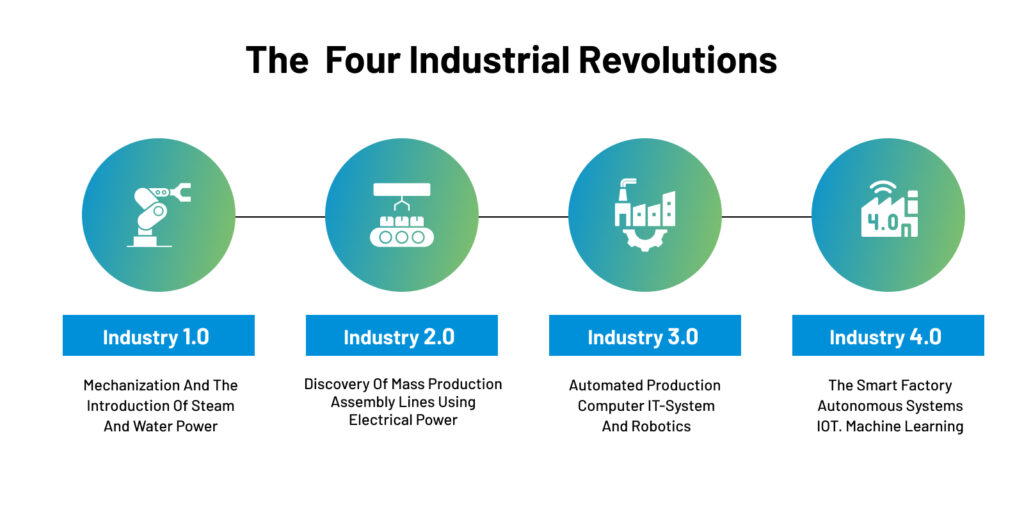 The Four Industrial Revolutions
4.0
Industry 1.0
Mechanization And The
Introduction Of Steam
And Water Power
Industry 2.0
Discovery Of Mass Production
Assembly Lines Using
Electrical Power
Industry 3.0
Automated Production
Computer IT-System
And Robotics
Industry 4.0
The Smart Factory
Autonomous Systems
IOT. Machine Learning